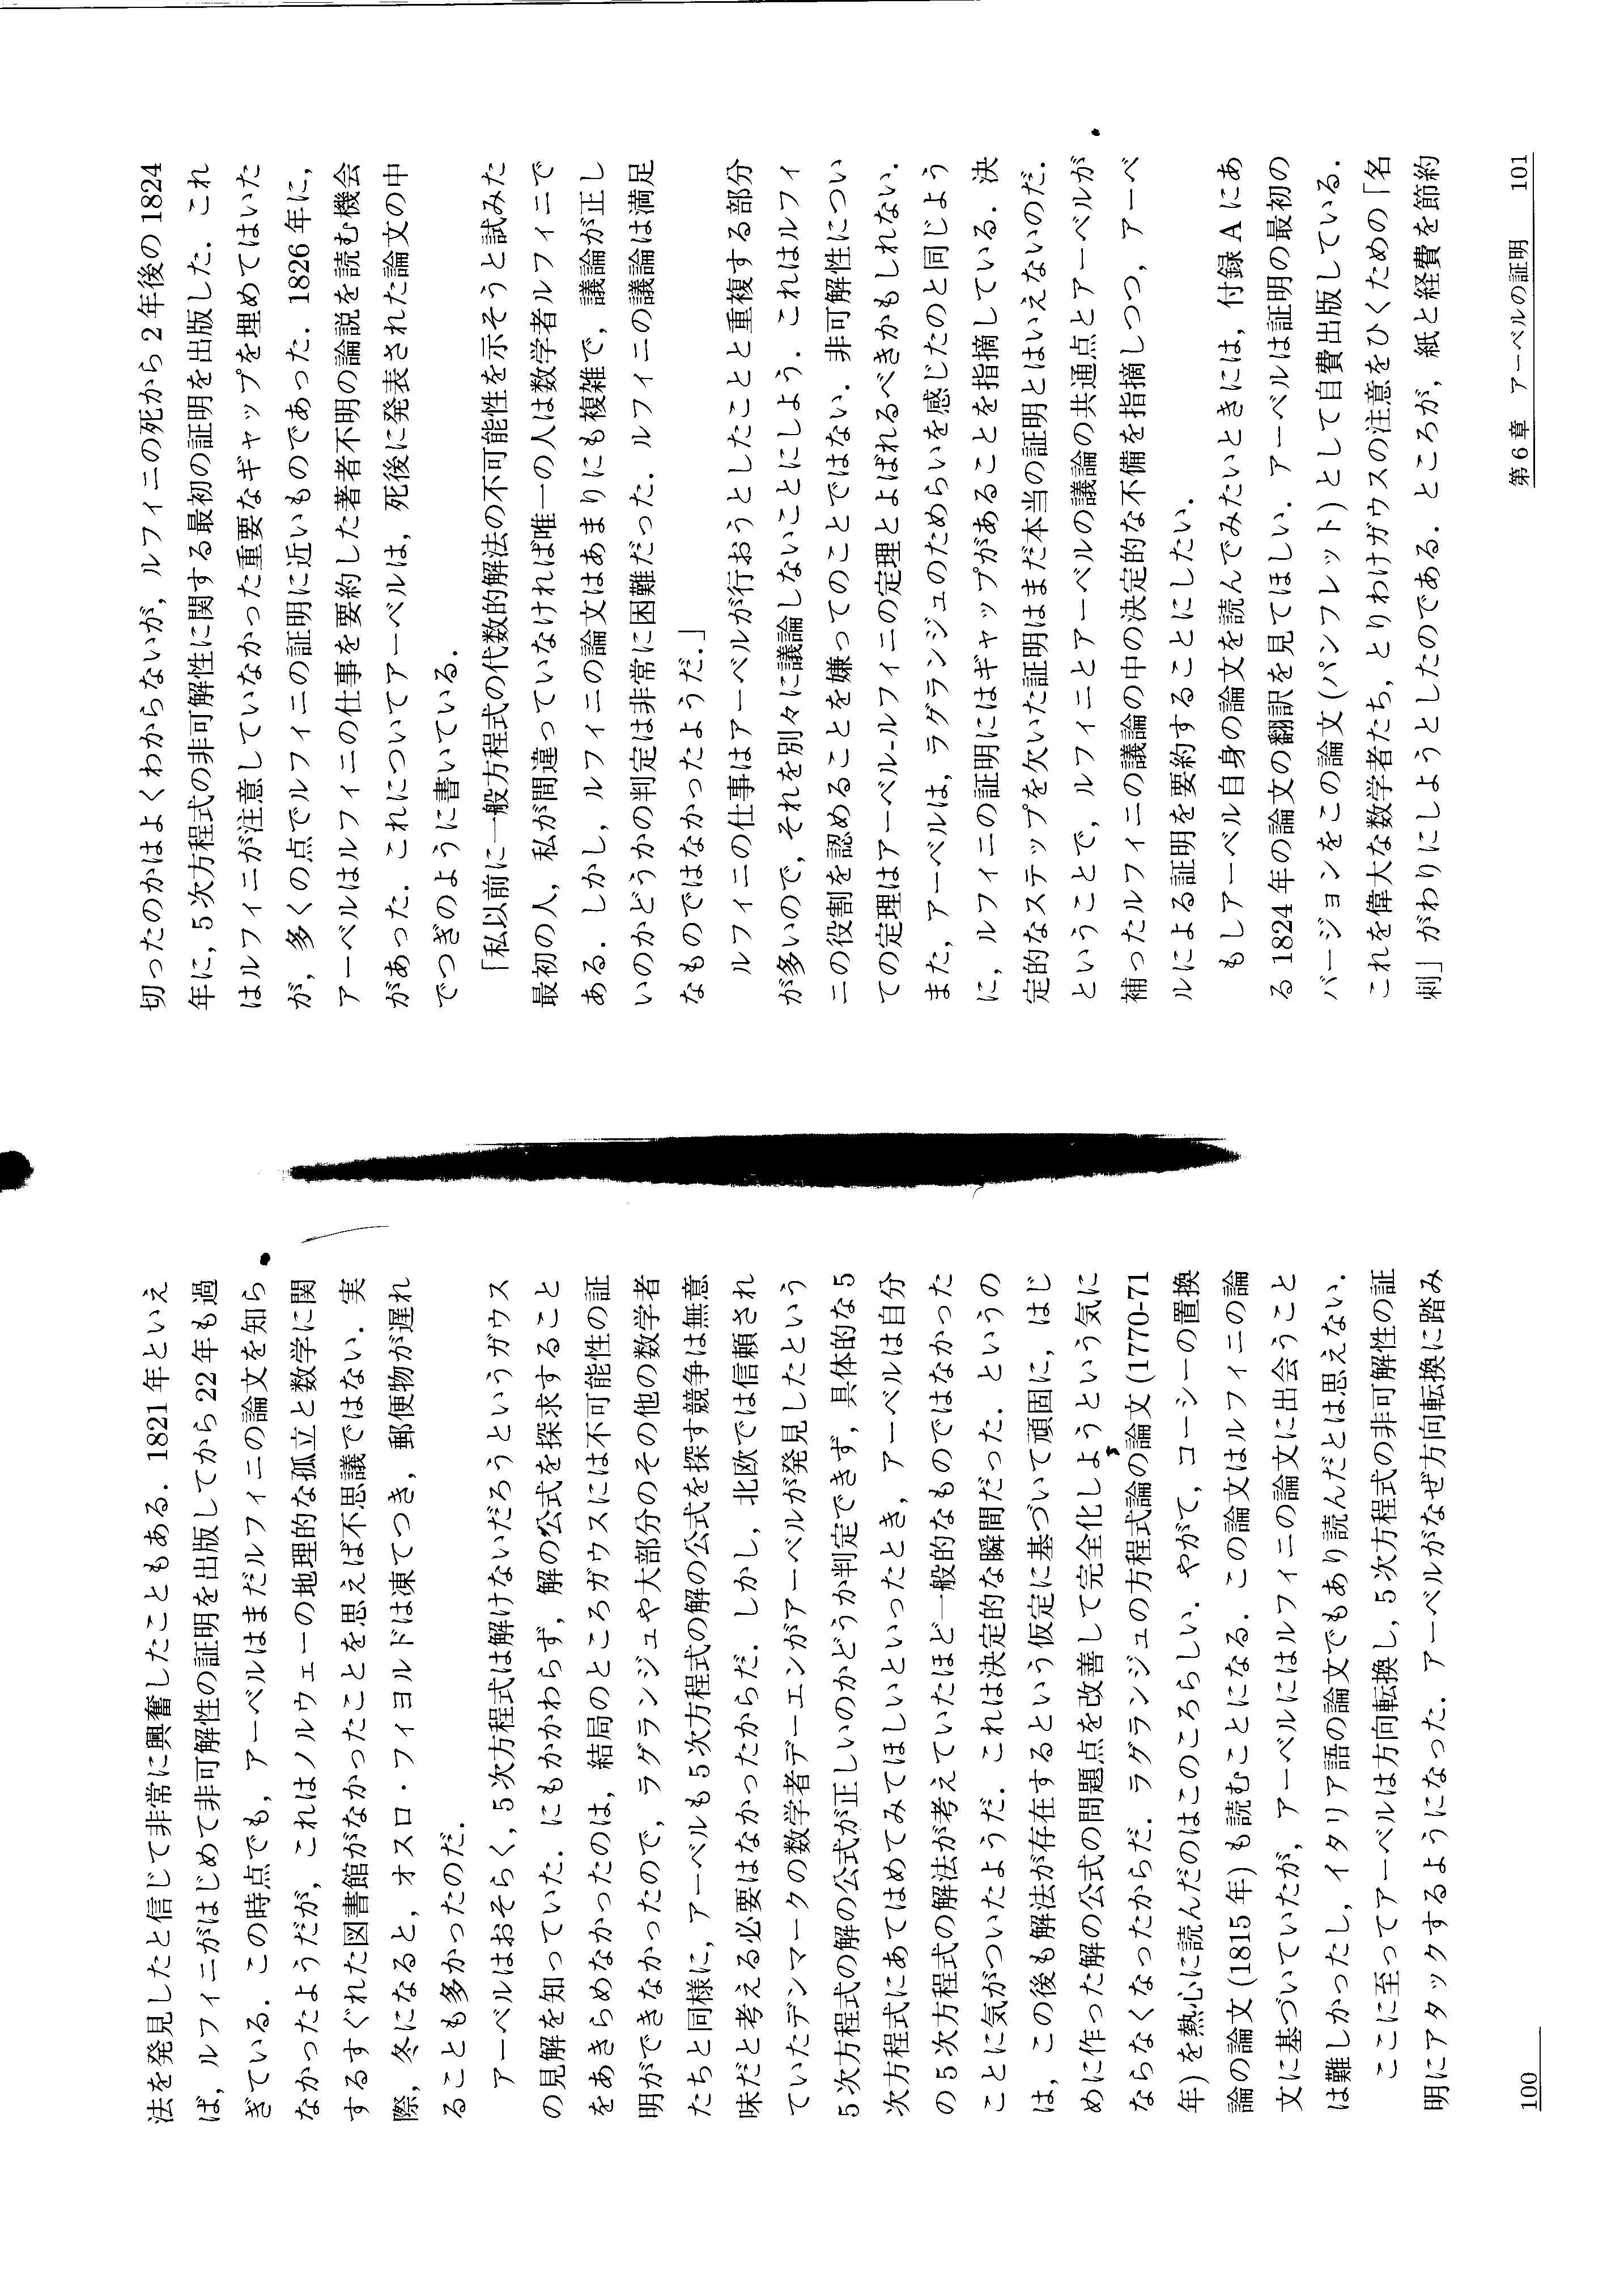 法を発見したと信じて非常に興奮したこともある．1821年といえ
ば，ルフィニがはじめて非可解性の証明を出版してから22年も過
ぎている．この時点でも，アーベルはまだルフィニの論文を知ら
なかったようだが，これはノルウェーの地理的な孤立と数学に関
するすぐれた図書館がなかったことを思えば不思議ではない．実
際，冬になると，オスロ・フィヨルドは凍てつき，郵便物が遅れ
ることも多かったのだ．
アーベルはおそらく，5次方程式は解けないだろうというガウス
の見解を知っていた．にもかかわらず，解の公式を探求すること
をあきらめなかったのは，結局のところガウスには不可能性の証
明ができなかったので，ラグランジュや大部分のその他の数学者
たちと同様に，アーベルも5次方程式の解の公式を探す競争は無意
味だと考える必要はなかったからだ．しかし，北欧では信頼され
ていたデンマークの数学者デーエンがアーベルが発見したという
5次方程式の解の公式が正しいのかどうか判定できず，具体的な5
次方程式にあてはめてみてほしいといったとき，アーベルは自分
の5次方程式の解法が考えていたほど一般的なものではなかった
ことに気がついたようだ．これは決定的な瞬間だった．というの
は，この後も解法が存在するという仮定に基づいて頑固に，はじ
めに作った解の公式の問題点を改善して完全化しようという気に
ならなくなったからだ．ラグランジュの方程式論の論文(1770-71
年)を熱心に読んだのはこのころらしい．やがて，コーシーの置換
論の論文(1815年)も読むことになる．この論文はルフィニの論
文に基づいていたが，アーベルにはルフィニの論文に出会うこと
は難しかったし，イタリア語の論文でもあり読んだとは思えない．
ここに至ってアーベルは方向転換し，5次方程式の非可解性の証
明にアタックするようになった．アーベルがなぜ方向転換に踏み
100
切ったのかはよくわからないが，ルフィニの死から2年後の1824
年に，5次方程式の非可解性に関する最初の証明を出版した．これ
はルフィニが注意していなかった重要なギャップを埋めてはいた
が，多くの点でルフィニの証明に近いものであった．1826年に，
アーベルはルフィニの仕事を要約した著者不明の論説を読む機会
があった．これについてアーベルは，死後に発表された論文の中
でつぎのように書いている．
「私以前に一般方程式の代数的解法の不可能性を示そうと試みた
最初の人，私が間違っていなければ唯一の人は数学者ルフィニで
ある．しかし，ルフィニの論文はあまりにも複雑で，議論が正し
いのかどうかの判定は非常に困難だった．ルフィニの議論は満足
なものではなかったようだ．」
ルフィニの仕事はアーベルが行おうとしたことと重複する部分
が多いので，それを別々に議論しないことにしよう．これはルフィ
ニの役割を認めることを嫌ってのことではない．非可解性につい
ての定理はアーベル-ルフィニの定理とよばれるべきかもしれない．
また，アーベルは，ラグランジュのためらいを感じたのと同じよう
に，ルフィニの証明にはギャップがあることを指摘している．決
定的なステップを欠いた証明はまだ本当の証明とはいえないのだ．
ということで，ルフィニとアーベルの議論の共通点とアーベルが
補ったルフィニの議論の中の決定的な不備を指摘しつつ，アーベ
ルによる証明を要約することにしたい．
もしアーベル自身の論文を読んでみたいときには，付録Aにあ
る1824年の論文の翻訳を見てほしい．アーベルは証明の最初の
バージョンをこの論文(パンフレット)として自費出版している．
これを偉大な数学者たち，とりわけガウスの注意をひくための「名
刺」がわりにしようとしたのである．ところが，紙と経費を節約
第6章　アーベルの証明　101